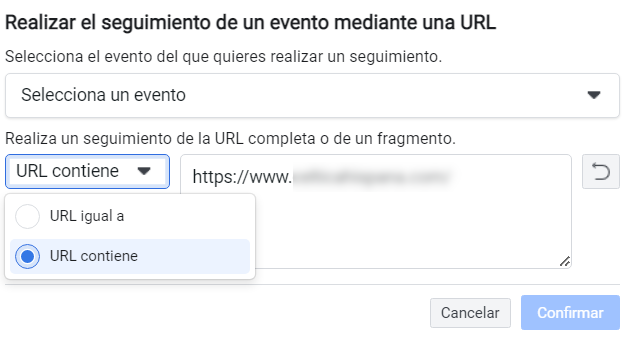 Realizar el seguimiento de un evento mediante una URL
Selecciona el evento del que quieres realizar un seguimiento.
Selecciona un evento
Realiza un seguimiento de la URL completa o de un fragmento.
URL contiene
https://www.
URL igual a
URL contiene
Cancelar
Confirmar